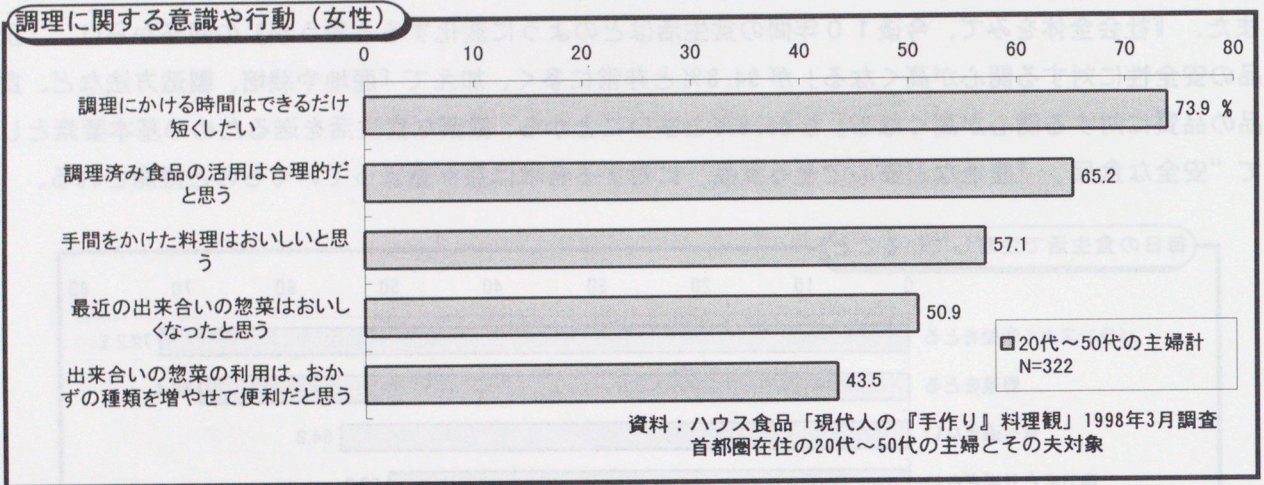 調理に関する意識や行動（女性）
0 10 20 30 40 50 60 70 80
調理にかける時間はできるだけ
短くしたい
73.9 %
調理済み食品の活用は合理的だ
と思う
65.2
手間をかけた料理はおいしいと思
う
57.1
最近の出来合いの惣菜はおいし
くなったと思う
50.9
出来合いの惣菜の利用は、おか
ずの種類を増やせて便利だと思う
43.5
20代～50代の主婦計
N=322
資料：ハウス食品「現代人の『手作り』料理観」1998年3月調査
首都圏在住の20代～50代の主婦とその夫対象